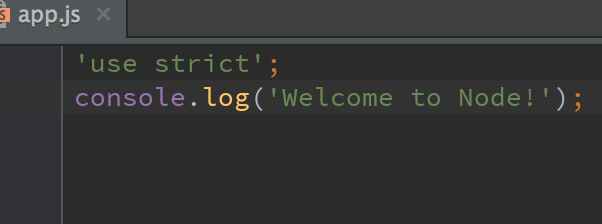 app.js
'use strict';
console.log('Welcome to Node!');